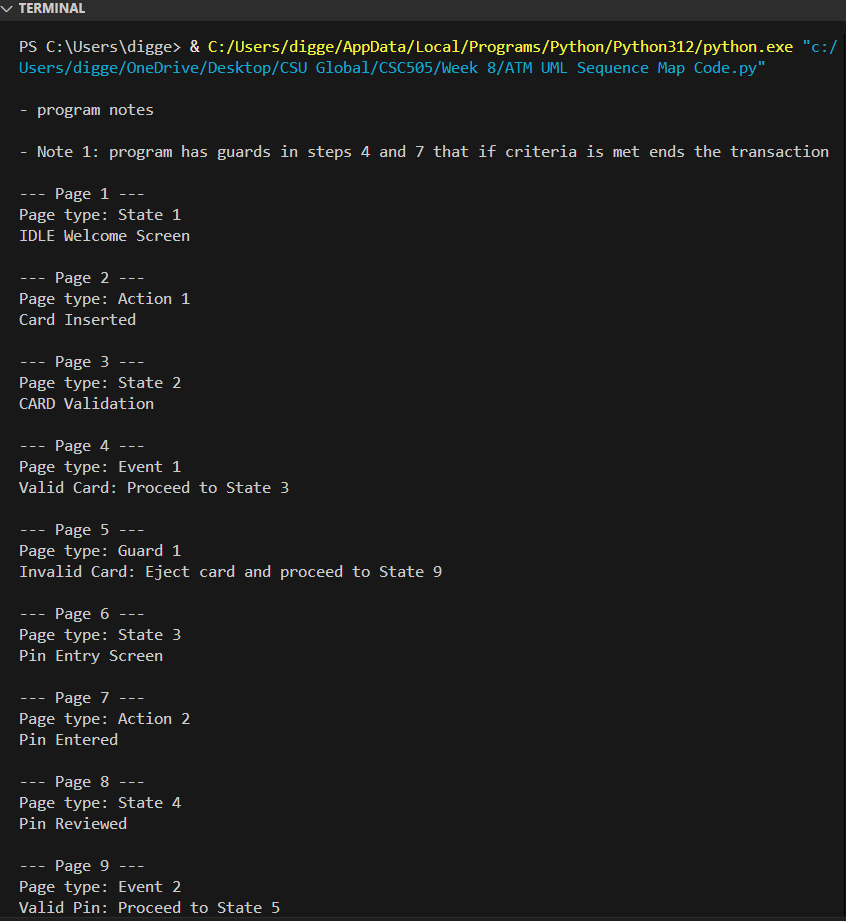 TERMINAL
PS C:\Users\digge> & C:/Users/digge/AppData/Local/Programs/Python/Python312/python.exe "c:/
Users/digge/OneDrive/Desktop/CSU Global/CSC505/Week 8/ATM UML Sequence Map Code.py"
- program notes
- Note 1: program has guards in steps 4 and 7 that if criteria is met ends the transaction
--- Page 1 ---
Page type: State 1
IDLE Welcome Screen
--- Page 2 ---
Page type: Action 1
Card Inserted
--- Page 3 ---
Page type: State 2
CARD Validation
--- Page 4 ---
Page type: Event 1
Valid Card: Proceed to State 3
--- Page 5 ---
Page type: Guard 1
Invalid Card: Eject card and proceed to State 9
--- Page 6 ---
Page type: State 3
Pin Entry Screen
--- Page 7 ---
Page type: Action 2
Pin Entered
--- Page 8 ---
Page type: State 4
Pin Reviewed
--- Page 9 ---
Page type: Event 2
Valid Pin: Proceed to State 5